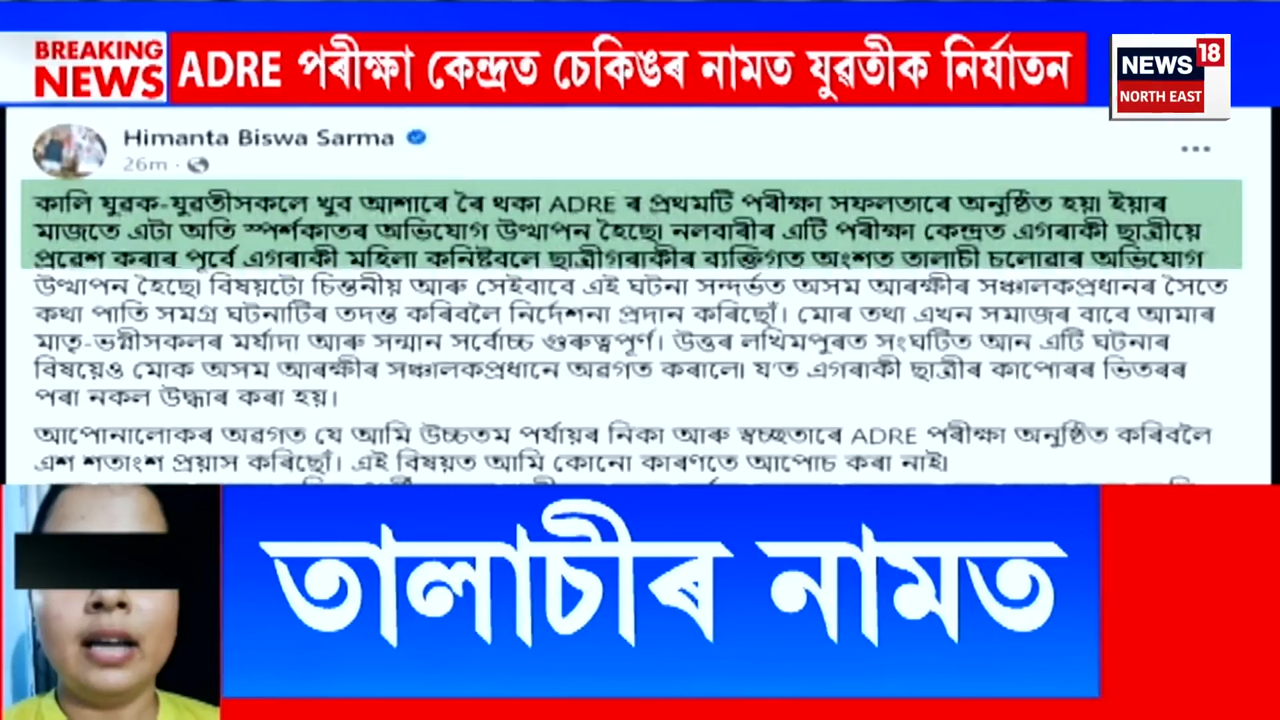 BREAKING
NEWS
ADRE পৰীক্ষা কেন্দ্ৰত চেকিঙৰ নামত যুৱতীক নিৰ্যাতন
NEWS 18
NORTH EAST
Himanta Biswa Sarma
26m
কালি যুৱক-যুৱতীসকলে খুব আশাৰে ৰৈ থকা ADRE ৰ প্ৰথমটি পৰীক্ষা সফলতাৰে অনুষ্ঠিত হয়৷ ইয়াৰ
মাজতে এটা অতি স্পৰ্শকাতৰ অভিযোগ উত্থাপন হৈছে৷ নলবাৰীৰ এটি পৰীক্ষা কেন্দ্ৰত এগৰাকী ছাত্ৰীয়ে
প্ৰৱেশ কৰাৰ পূৰ্বে এগৰাকী মহিলা কনিষ্টবলে ছাত্ৰীগৰাকীৰ ব্যক্তিগত অংশত তালাচী চলোৱাৰ অভিযোগ
উত্থাপন হৈছে৷ বিষয়টো চিন্তনীয় আৰু সেইবাবে এই ঘটনা সন্দৰ্ভত অসম আৰক্ষীৰ সঞ্চালকপ্ৰধানৰ সৈতে
কথা পাতি সমগ্ৰ ঘটনাটিৰ তদন্ত কৰিবলৈ নিৰ্দেশনা প্ৰদান কৰিছোঁ। মোৰ তথা এখন সমাজৰ বাবে আমাৰ
মাতৃ-ভগ্নীসকলৰ মৰ্যাদা আৰু সন্মান সৰ্বোচ্চ গুৰুত্বপূৰ্ণ। উত্তৰ লখিমপুৰত সংঘটিত আন এটি ঘটনাৰ
বিষয়েও মোক অসম আৰক্ষীৰ সঞ্চালকপ্ৰধানে অৱগত কৰালে৷ য'ত এগৰাকী ছাত্ৰীৰ কাপোৰৰ ভিতৰৰ
পৰা নকল উদ্ধাৰ কৰা হয়।
আপোনালোকৰ অৱগত যে আমি উচ্চতম পৰ্যায়ৰ নিকা আৰু স্বচ্ছতাৰে ADRE পৰীক্ষা অনুষ্ঠিত কৰিবলৈ
এশ শতাংশ প্ৰয়াস কৰিছোঁ। এই বিষয়ত আমি কোনো কাৰণতে আপোচ কৰা নাই৷
তালাচীৰ নামত